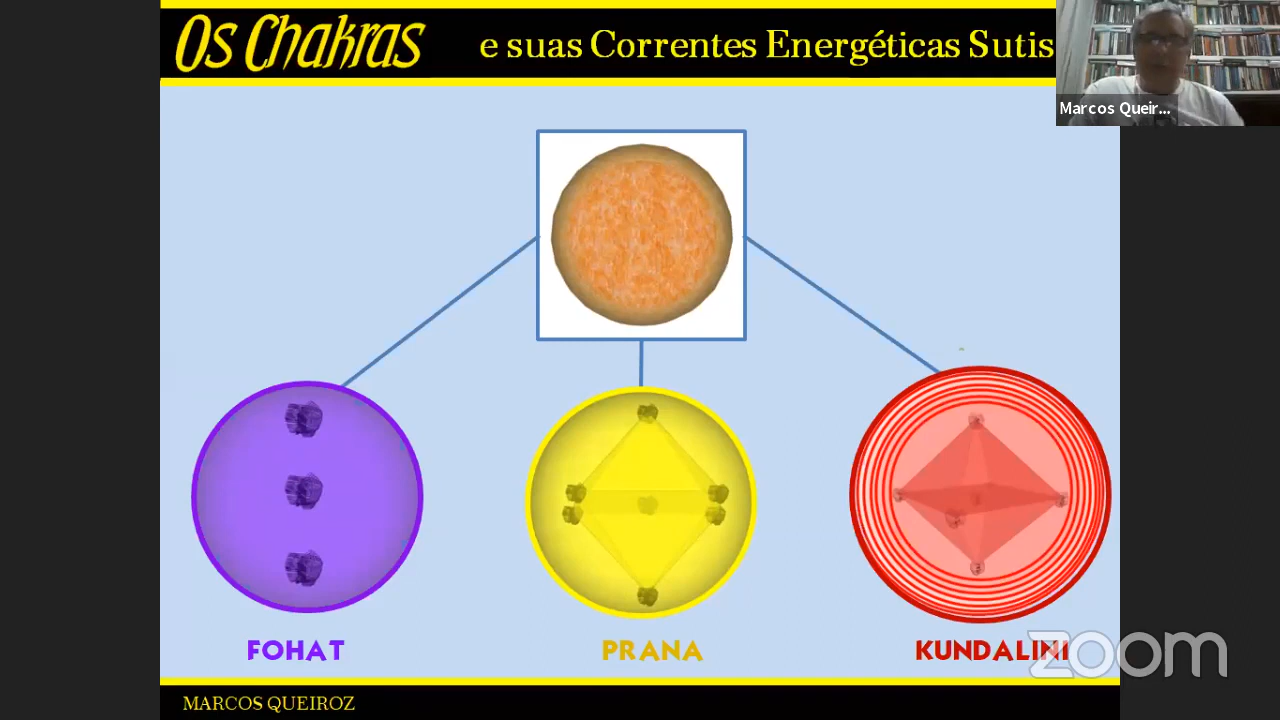 Os Chakras e suas Correntes Energéticas Sutis
Marcos Queir...
FOHAT
PRANA
KUNDALINI
zoom
MARCOS QUEIROZ